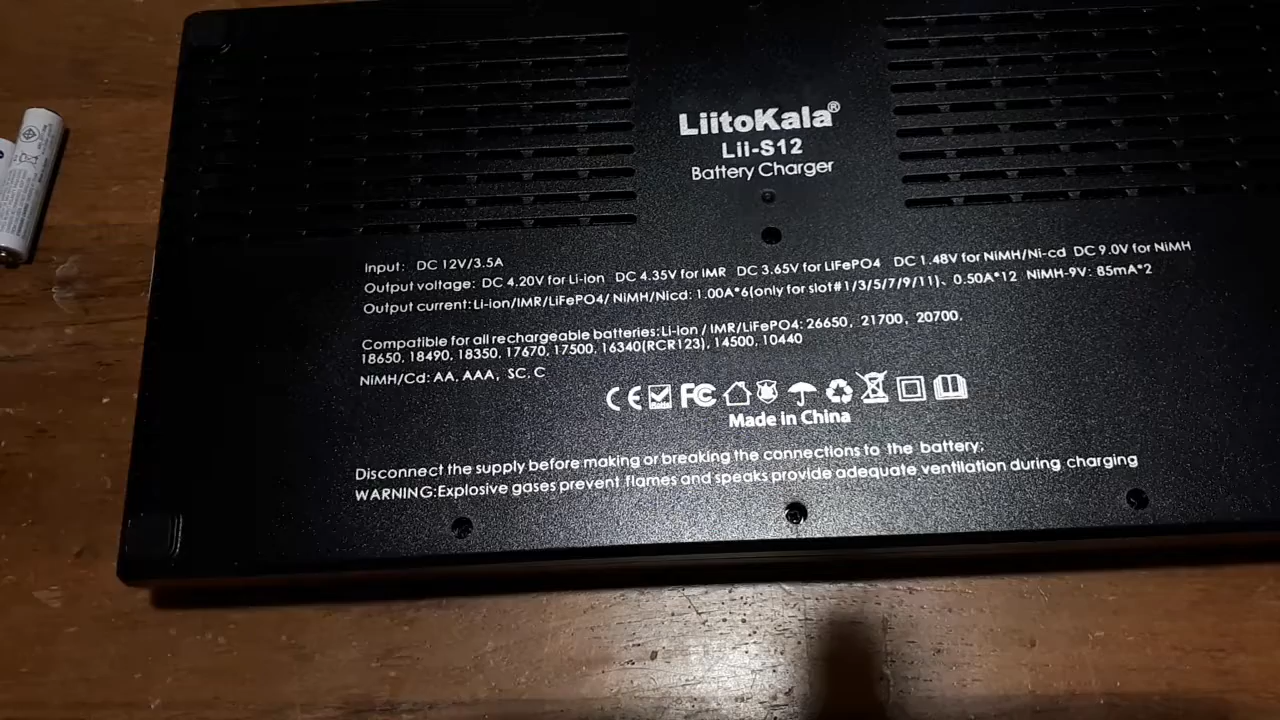 LiitoKala®
Lii-S12
Battery Charger
Input: DC 12V/3.5A
Output voltage: DC 4.20V for Li-ion DC 4.35V for IMR DC 3.65V for LiFePO4 DC 1.48V for NiMH/Ni-cd DC 9.0V for NiMH
Output current:Li-ion/IMR/LiFePO4/ NiMH/Nicd: 1.00A*6(only for slot#1/3/5/7/9/11)、0.50A*12 NiMH-9V: 85mA*2
Compatible for all rechargeable batteries:Li-ion / IMR/LiFePO4: 26650, 21700, 20700,
18650, 18490, 18350, 17670, 17500, 16340(RCR123), 14500, 10440
NiMH/Cd: AA, AAA, SC, C
CE RoHS FC
Made in China
Disconnect the supply before making or breaking the connections to the battery;
WARNING:Explosive gases prevent flames and speaks provide adequate ventilation during charging